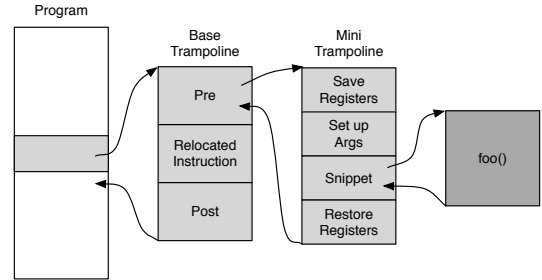 Program
Base
Trampoline
Mini
Trampoline
Pre
Relocated
Instruction
Post
Save
Registers
Set up
Args
Snippet
Restore
Registers
foo()